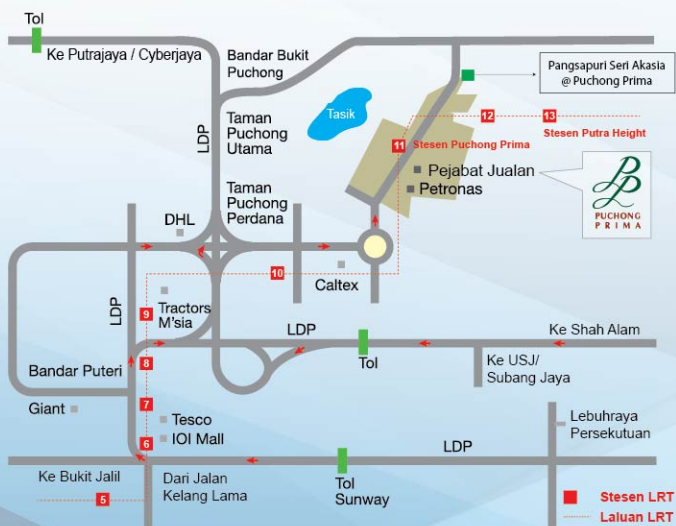 Tol
Ke Putrajaya / Cyberjaya
Bandar Bukit
Puchong
Pangsapuri Seri Akasia
@ Puchong Prima
LDP
Taman
Puchong
Utama
Tasik
12
13
Stesen Putra Height
11
Stesen Puchong Prima
Pejabat Jualan
Petronas
PUCHONG
PRIMA
Taman
Puchong
Perdana
DHL
10
Caltex
LDP
9
Tractors
M'sia
LDP
Ke Shah Alam
Tol
Bandar Puteri
8
Ke USJ/
Subang Jaya
Giant
7
Tesco
IOI Mall
6
Lebuhraya
Persekutuan
LDP
Ke Bukit Jalil
5
Dari Jalan
Kelang Lama
Tol
Sunway
Stesen LRT
Laluan LRT